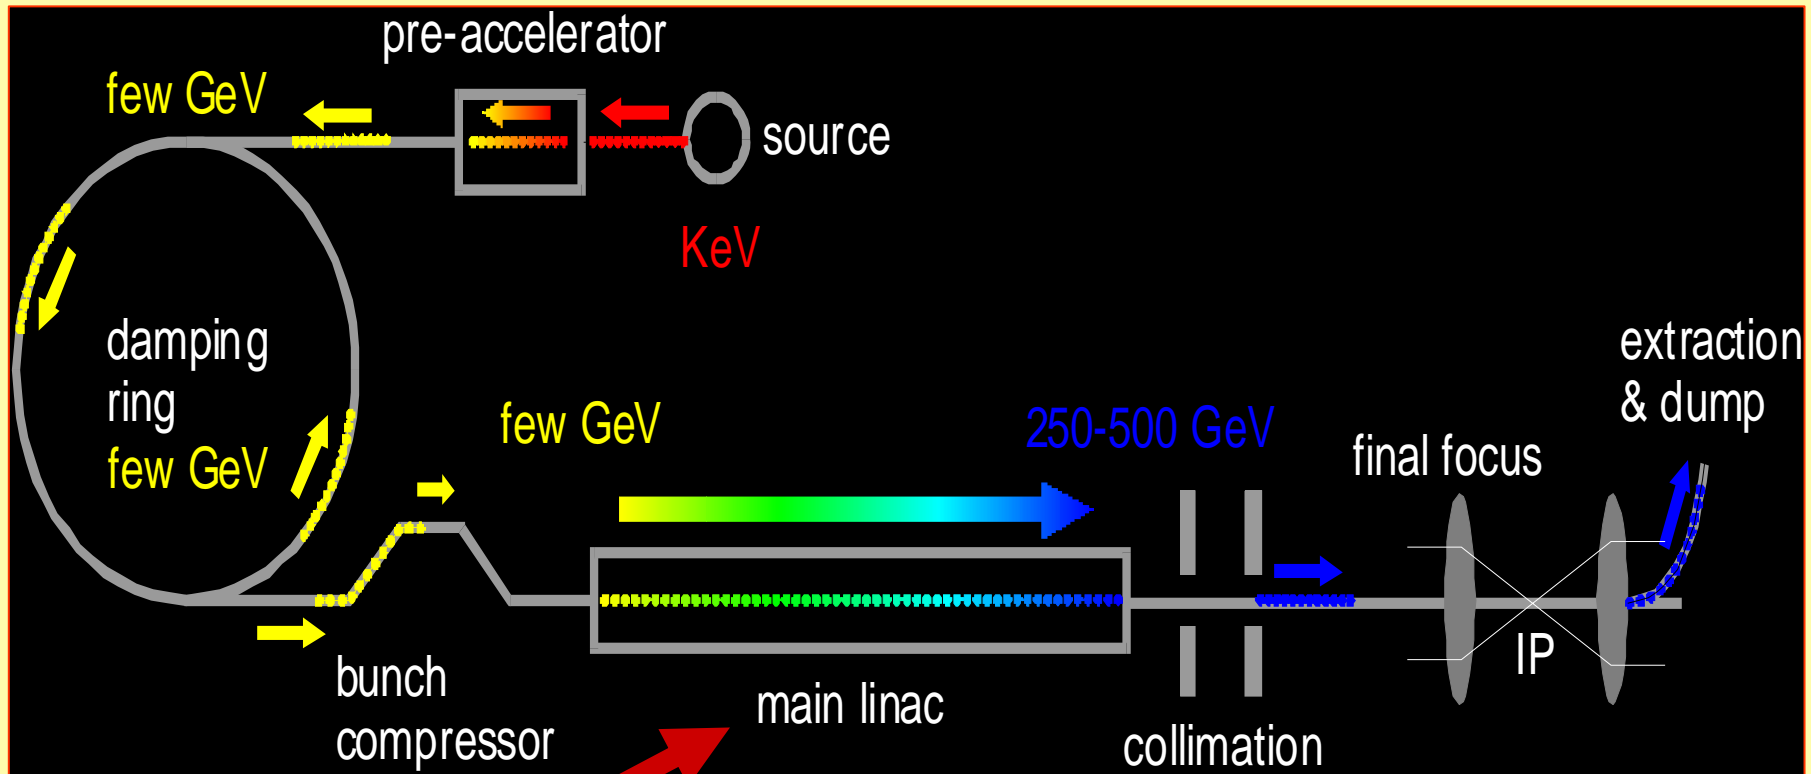 pre-accelerator
few GeV
source
KeV
damping
ring
few GeV
few GeV
250-500 GeV
extraction
& dump
final focus
IP
bunch
compressor
main linac
collimation